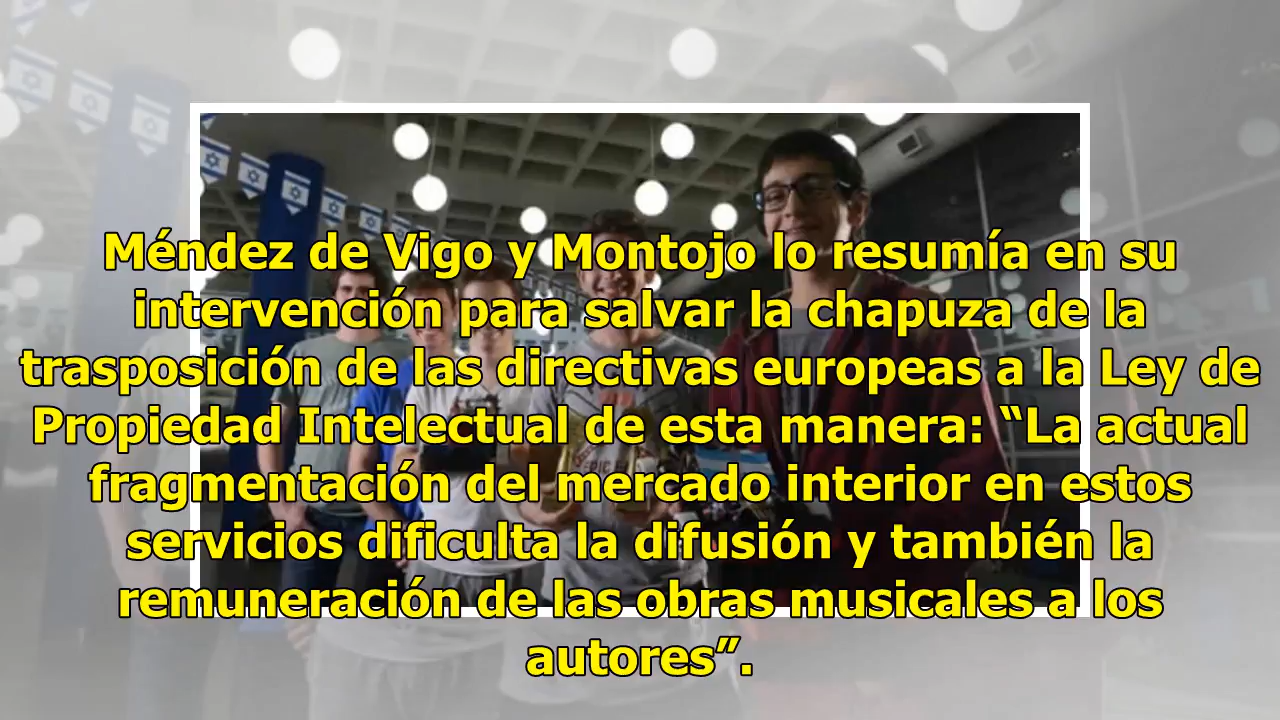 Méndez de Vigo y Montojo lo resumía en su
intervención para salvar la chapuza de la
trasposición de las directivas europeas a la Ley de
Propiedad Intelectual de esta manera: “La actual
fragmentación del mercado interior en estos
servicios dificulta la difusión y también la
remuneración de las obras musicales a los
autores”.